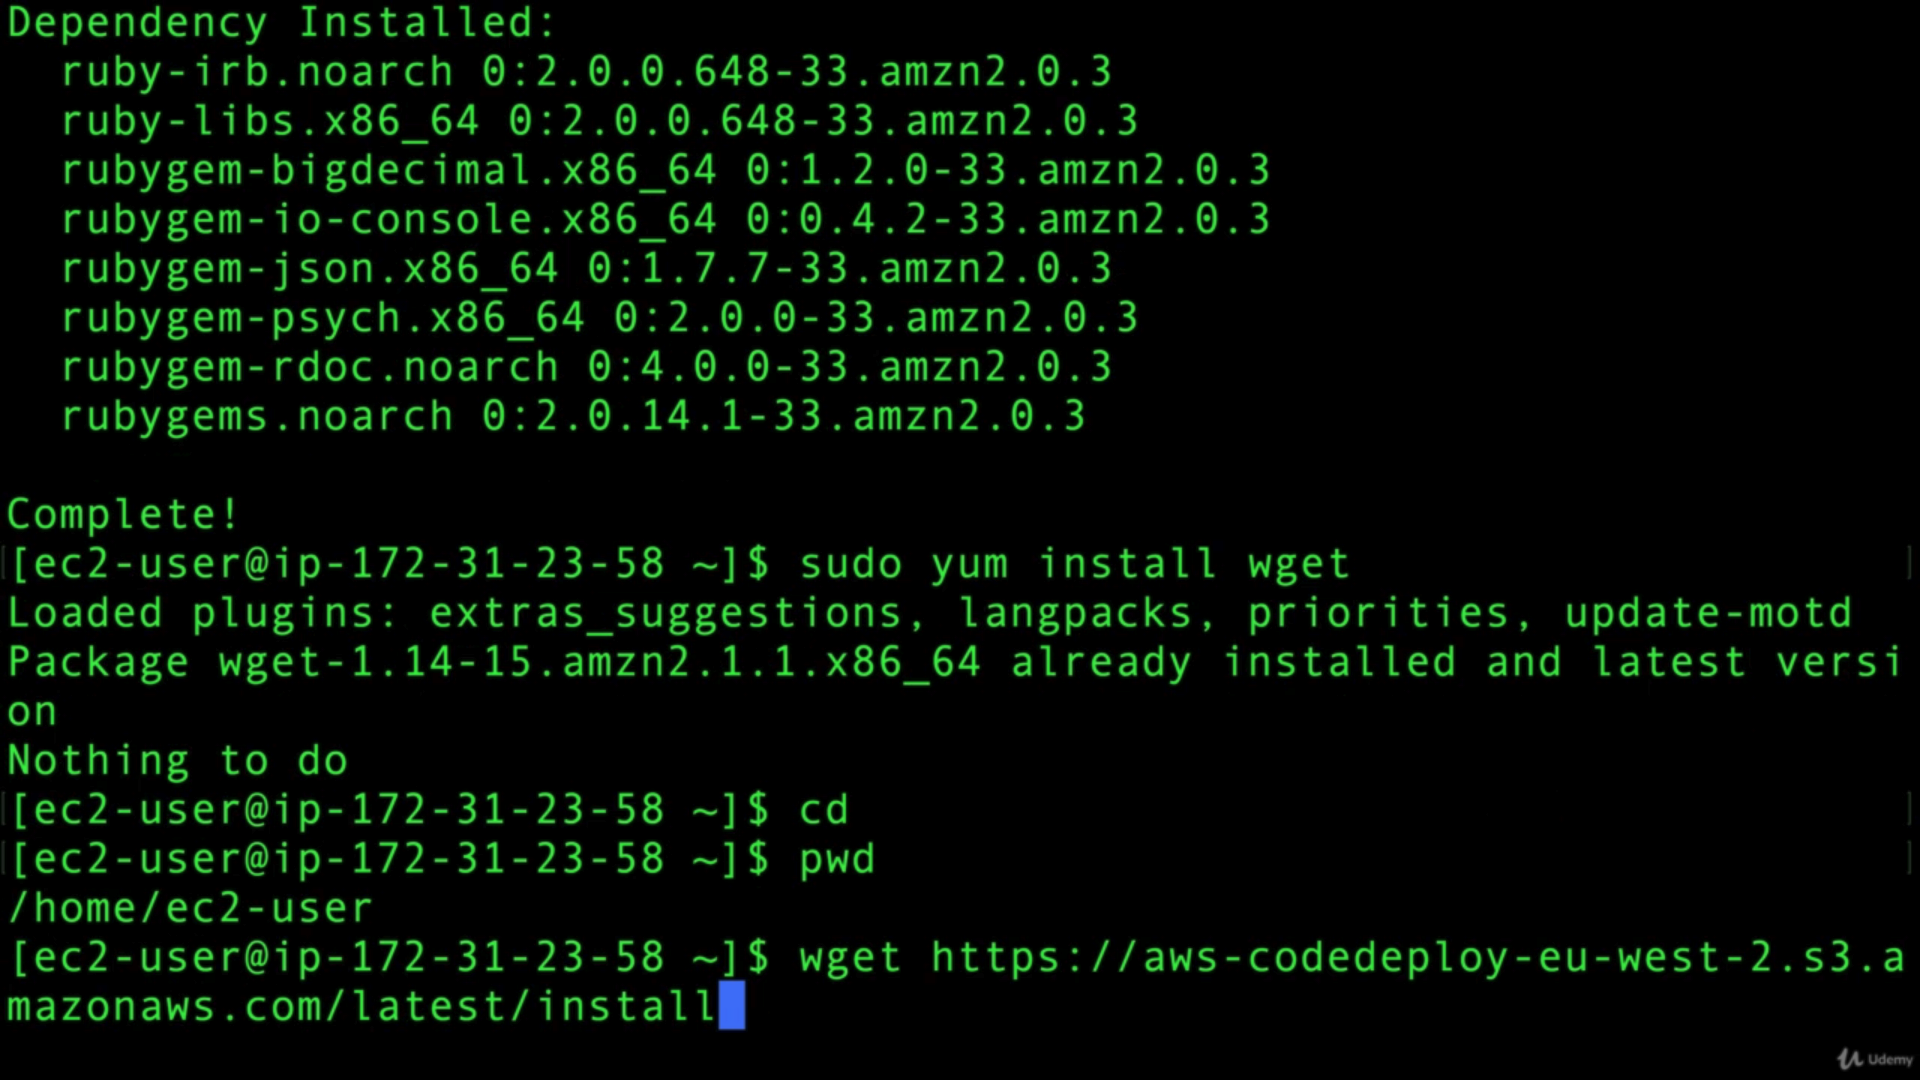 Dependency Installed:
ruby-irb.noarch 0:2.0.0.648-33.amzn2.0.3
ruby-libs.x86_64 0:2.0.0.648-33.amzn2.0.3
rubygem-bigdecimal.x86_64 0:1.2.0-33.amzn2.0.3
rubygem-io-console.x86_64 0:0.4.2-33.amzn2.0.3
rubygem-json.x86_64 0:1.7.7-33.amzn2.0.3
rubygem-psych.x86_64 0:2.0.0-33.amzn2.0.3
rubygem-rdoc.noarch 0:4.0.0-33.amzn2.0.3
rubygems.noarch 0:2.0.14.1-33.amzn2.0.3
Complete!
[ec2-user@ip-172-31-23-58 ~]$ sudo yum install wget
Loaded plugins: extras_suggestions, langpacks, priorities, update-motd
Package wget-1.14-15.amzn2.1.1.x86_64 already installed and latest versi
on
Nothing to do
[ec2-user@ip-172-31-23-58 ~]$ cd
[ec2-user@ip-172-31-23-58 ~]$ pwd
/home/ec2-user
[ec2-user@ip-172-31-23-58 ~]$ wget https://aws-codedeploy-eu-west-2.s3.a
mazonaws.com/latest/install
Udemy